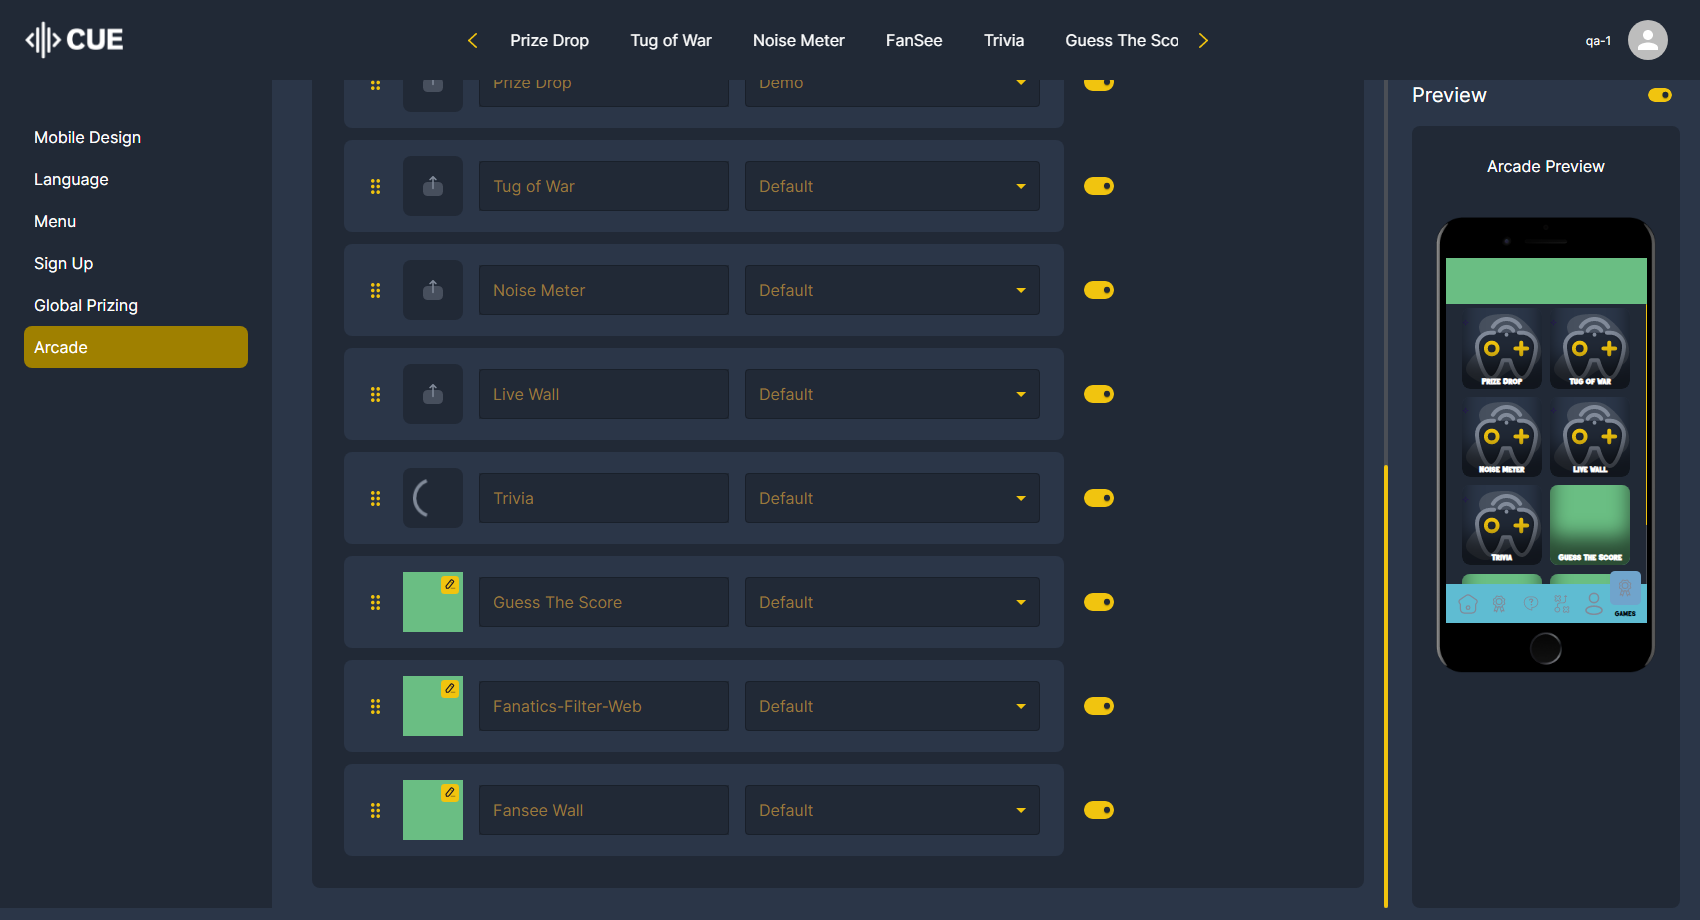 CUE
Prize Drop
Tug of War
Noise Meter
FanSee
Trivia
Guess The Sco
qa-1
Mobile Design
Language
Menu
Sign Up
Global Prizing
Arcade
Prize Drop
Demo
Tug of War
Default
Noise Meter
Default
Live Wall
Default
Trivia
Default
Guess The Score
Default
Fanatics-Filter-Web
Default
Fansee Wall
Default
Preview
Arcade Preview
PRIZE DROP
TUG OF WAR
NOISE METER
LIVE WALL
TRIVIA
GUESS THE SCORE
GAMES